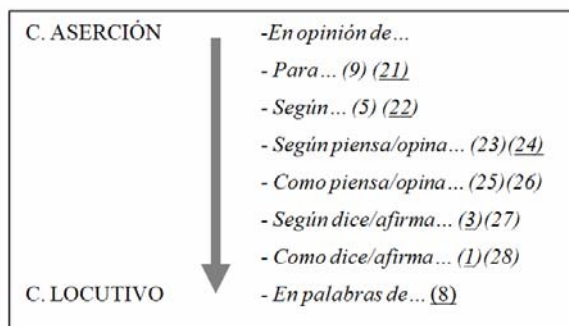 C. ASERCIÓN -En opinión de…
- Para… (9) (21)
- Según… (5) (22)
- Según piensa/opina… (23)(24)
- Como piensa/opina… (25)(26)
- Según dice/afirma… (3)(27)
- Como dice/afirma… (1)(28)
C. LOCUTIVO - En palabras de… (8)